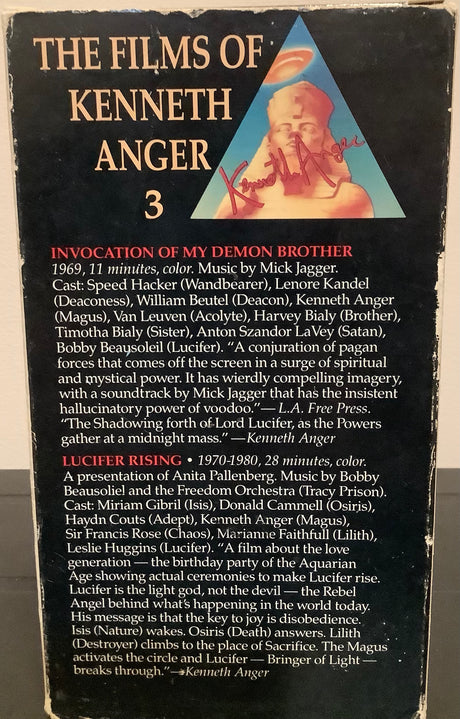 THE FILMS OF
KENNETH
ANGER
3
Kenneth Anger
INVOCATION OF MY DEMON BROTHER
1969, 11 minutes, color. Music by Mick Jagger.
Cast: Speed Hacker (Wandbearer), Lenore Kandel
(Deaconess), William Beutel (Deacon), Kenneth Anger
(Magus), Van Leuven (Acolyte), Harvey Bialy (Brother),
Timotha Bialy (Sister), Anton Szandor LaVey (Satan),
Bobby Beausoleil (Lucifer). “A conjuration of pagan
forces that comes off the screen in a surge of spiritual
and mystical power. It has wierdly compelling imagery,
with a soundtrack by Mick Jagger that has the insistent
hallucinatory power of voodoo.”— L.A. Free Press.
“The Shadowing forth of Lord Lucifer, as the Powers
gather at a midnight mass.” —Kenneth Anger
LUCIFER RISING • 1970-1980, 28 minutes, color.
A presentation of Anita Pallenberg. Music by Bobby
Beausoliel and the Freedom Orchestra (Tracy Prison).
Cast: Miriam Gibril (Isis), Donald Cammell (Osiris),
Haydn Couts (Adept), Kenneth Anger (Magus),
Sir Francis Rose (Chaos), Marianne Faithfull (Lilith),
Leslie Huggins (Lucifer). “A film about the love
generation — the birthday party of the Aquarian
Age showing actual ceremonies to make Lucifer rise.
Lucifer is the light god, not the devil — the Rebel
Angel behind what's happening in the world today.
His message is that the key to joy is disobedience.
Isis (Nature) wakes. Osiris (Death) answers. Lilith
(Destroyer) climbs to the place of Sacrifice. The Magus
activates the circle and Lucifer — Bringer of Light —
breaks through.”—Kenneth Anger